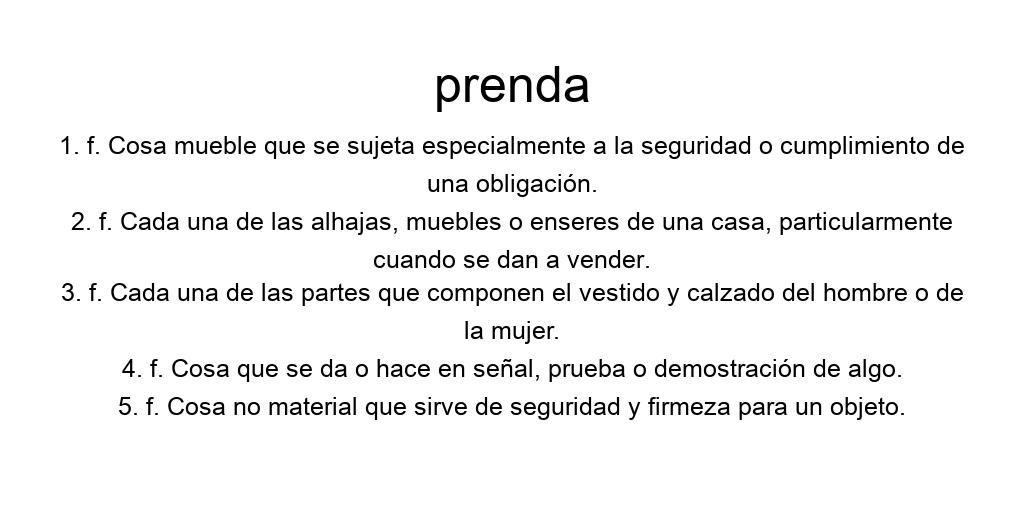 prenda
1. f. Cosa mueble que se sujeta especialmente a la seguridad o cumplimiento de
una obligación.
2. f. Cada una de las alhajas, muebles o enseres de una casa, particularmente
cuando se dan a vender.
3. f. Cada una de las partes que componen el vestido y calzado del hombre o de
la mujer.
4. f. Cosa que se da o hace en señal, prueba o demostración de algo.
5. f. Cosa no material que sirve de seguridad y firmeza para un objeto.